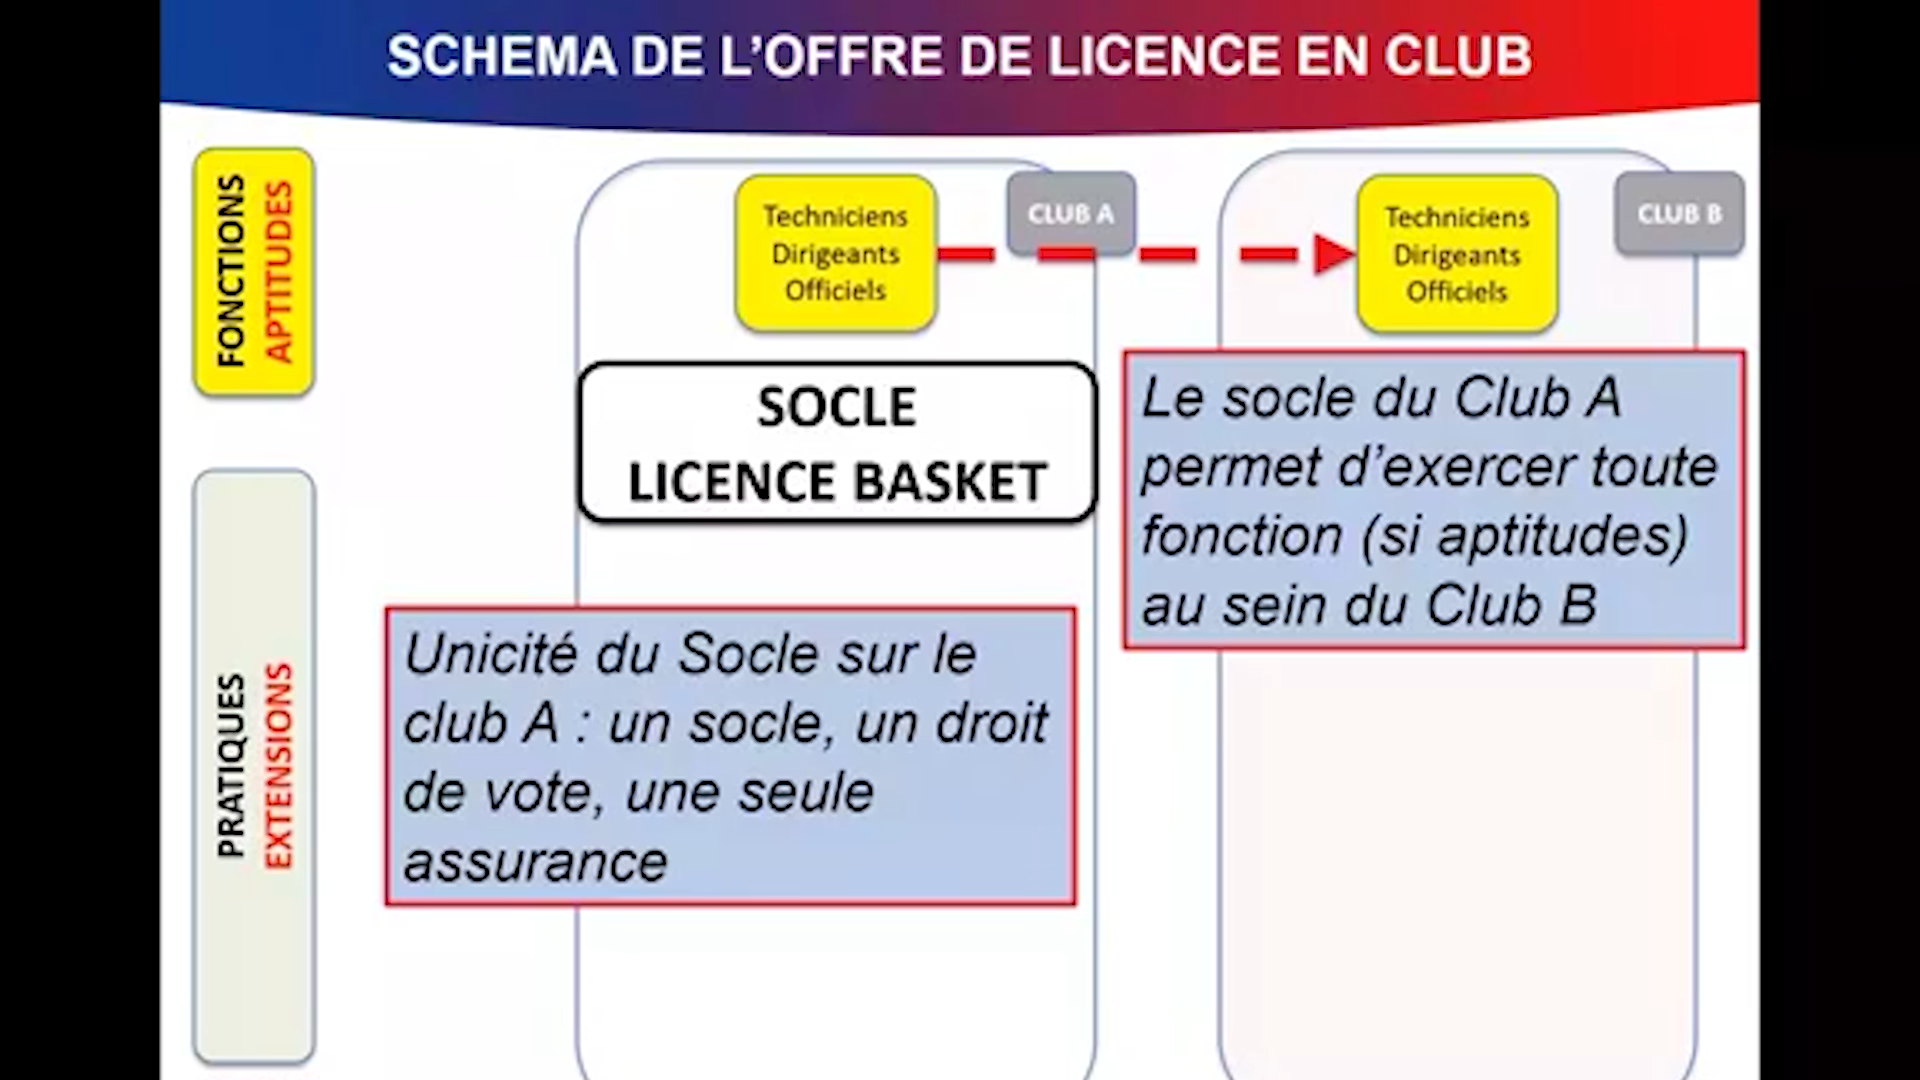 SCHEMA DE L’OFFRE DE LICENCE EN CLUB
FONCTIONS
APTITUDES
Techniciens
Dirigeants
Officiels
CLUB A
Techniciens
Dirigeants
Officiels
CLUB B
SOCLE
LICENCE BASKET
Le socle du Club A
permet d’exercer toute
fonction (si aptitudes)
au sein du Club B
PRATIQUES
EXTENSIONS
Unicité du Socle sur le
club A : un socle, un droit
de vote, une seule
assurance